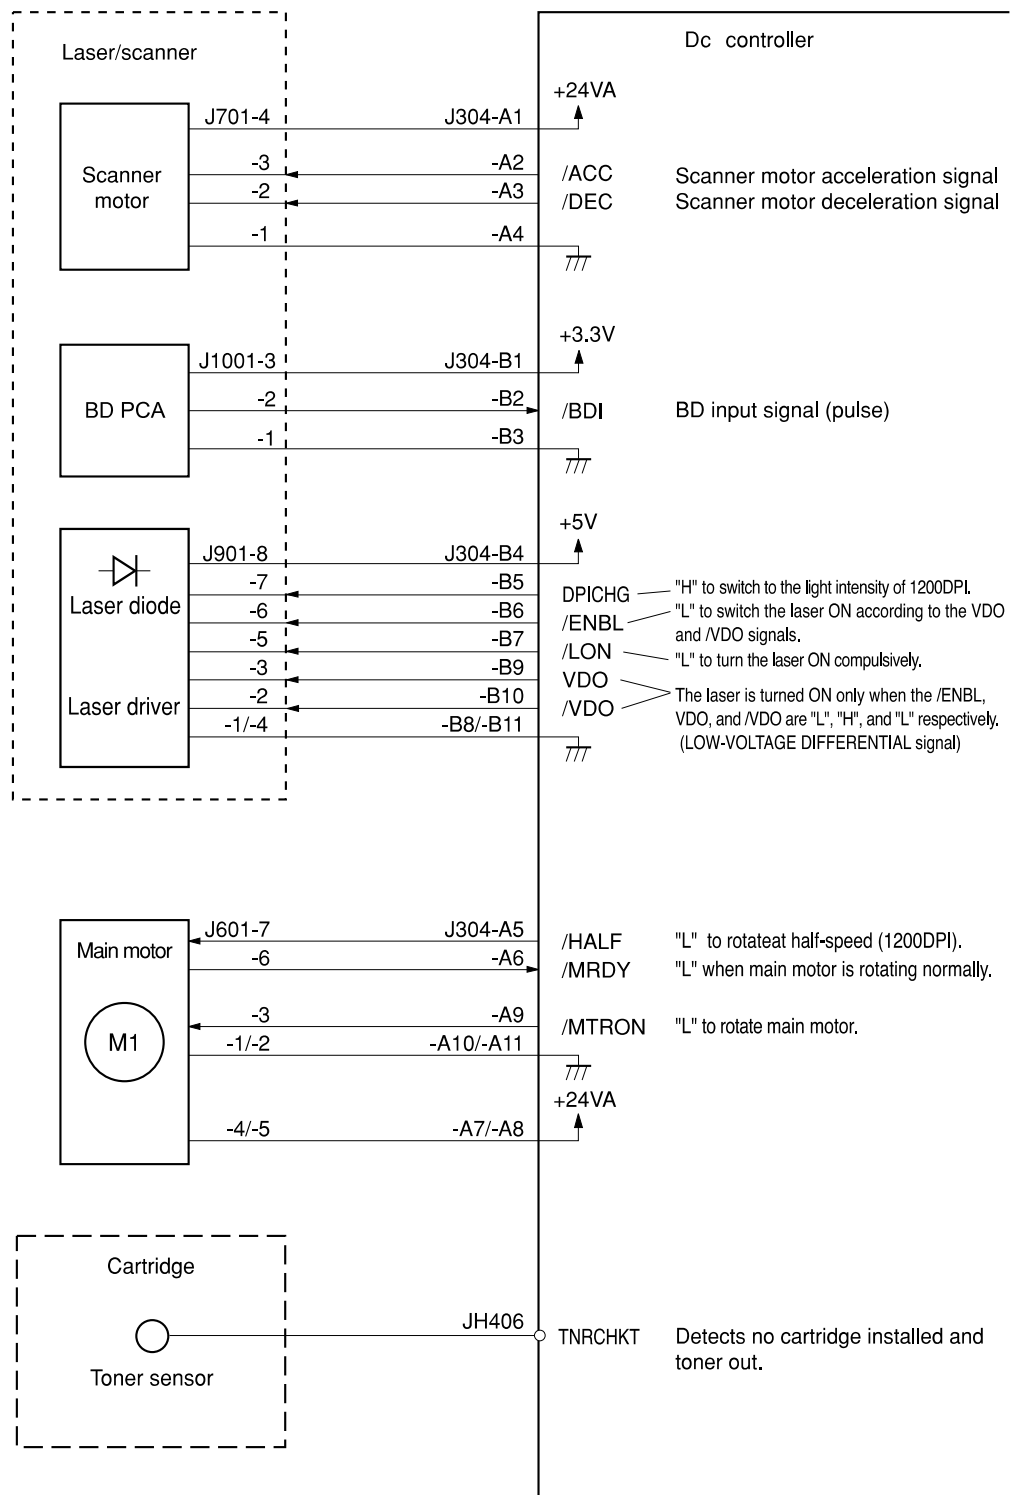 Laser/scanner
Dc controller
+24VA
J701-4 J304-A1
Scanner
motor
-3 -A2 /ACC Scanner motor acceleration signal
-2 -A3 /DEC Scanner motor deceleration signal
-1 -A4
+3.3V
J1001-3 J304-B1
BD PCA -2 -B2 /BDI BD input signal (pulse)
-1 -B3
+5V
J901-8 J304-B4
Laser diode
-7 -B5 DPICHG "H" to switch to the light intensity of 1200DPI.
-6 -B6 /ENBL "L" to switch the laser ON according to the VDO
and /VDO signals.
-5 -B7 /LON "L" to turn the laser ON compulsively.
-3 -B9 VDO
Laser driver -2 -B10 /VDO
The laser is turned ON only when the /ENBL,
VDO, and /VDO are "L", "H", and "L" respectively.
(LOW-VOLTAGE DIFFERENTIAL signal)
-1/-4 -B8/-B11
Main motor
M1
J601-7 J304-A5 /HALF "L" to rotateat half-speed (1200DPI).
-6 -A6 /MRDY "L" when main motor is rotating normally.
-3 -A9 /MTRON "L" to rotate main motor.
-1/-2 -A10/-A11
+24VA
-4/-5 -A7/-A8
Cartridge
Toner sensor
JH406 TNRCHKT Detects no cartridge installed and
toner out.